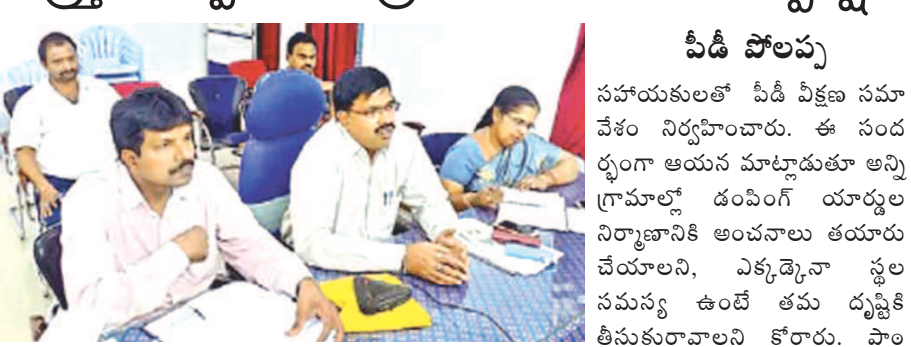 పీడీ పోలప్ప
సహాయకులతో పీడీ వీక్షణ సమా
వేశం నిర్వహించారు. ఈ సంద
ర్భంగా ఆయన మాట్లాడుతూ అన్ని
గ్రామాల్లో డంపింగ్ యార్డుల
నిర్మాణానికి అంచనాలు తయారు
చేయాలని, ఎక్కడ్కెనా స్థల
సమస్య ఉంటే తమ దృష్టికి
తీసుకురావాలని కోరారు. పాం